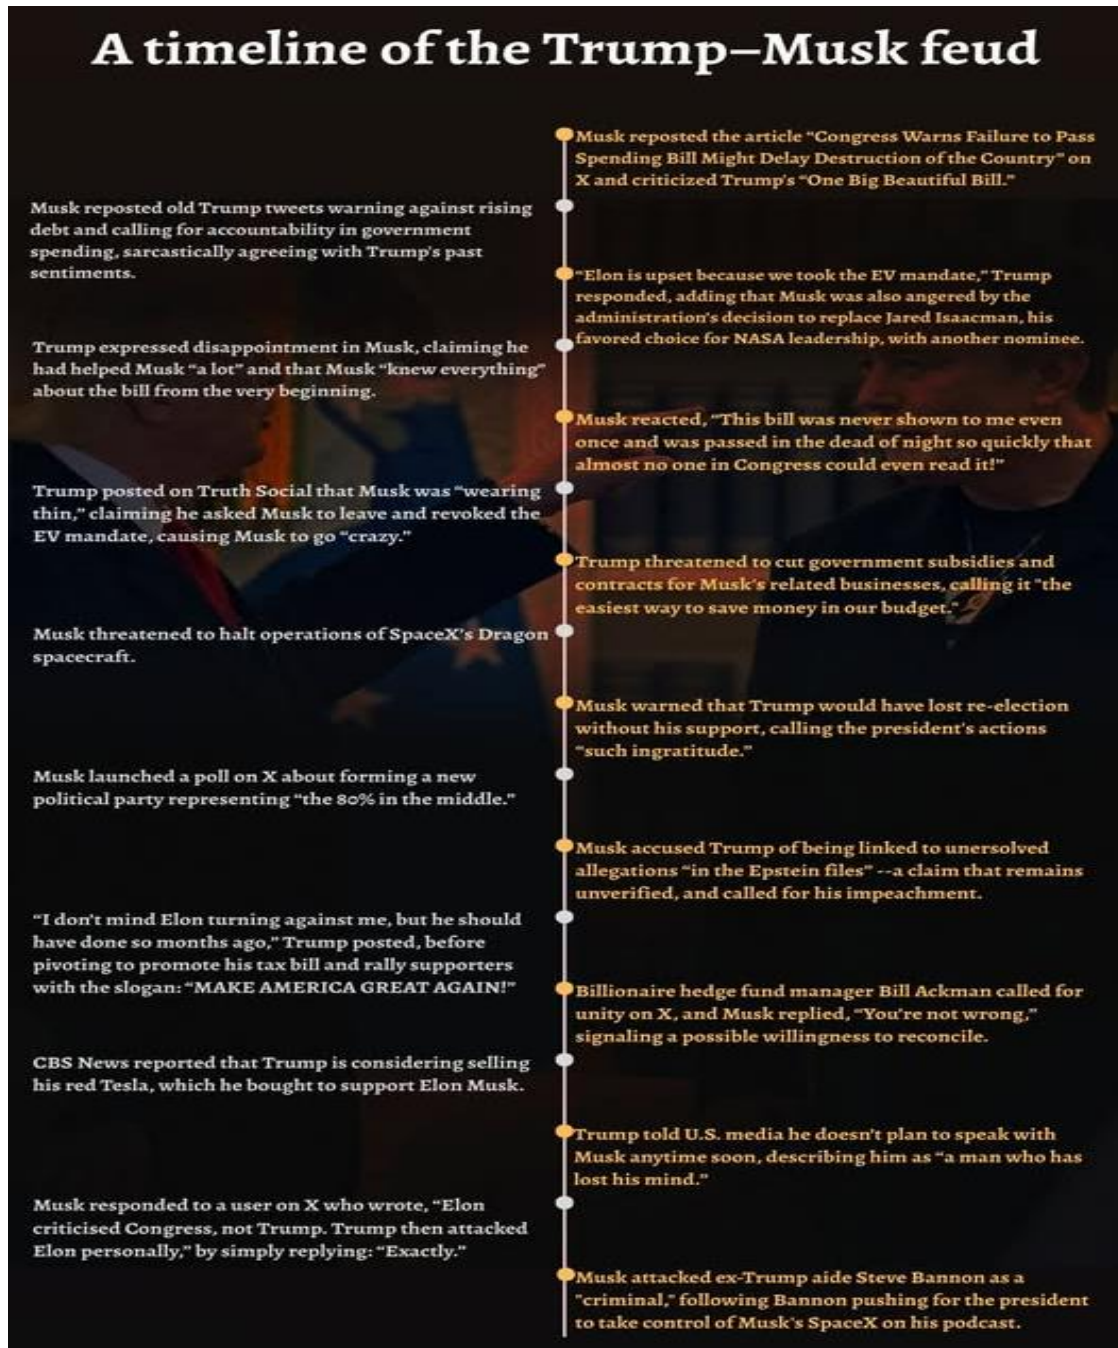 A timeline of the Trump–Musk feud
Musk reposted the article “Congress Warns Failure to Pass
Spending Bill Might Delay Destruction of the Country” on
X and criticized Trump's “One Big Beautiful Bill.”
Musk reposted old Trump tweets warning against rising
debt and calling for accountability in government
spending, sarcastically agreeing with Trump's past
sentiments.
“Elon is upset because we took the EV mandate,” Trump
responded, adding that Musk was also angered by the
administration's decision to replace Jared Isaacman, his
favored choice for NASA leadership, with another nominee.
Trump expressed disappointment in Musk, claiming he
had helped Musk “a lot” and that Musk “knew everything”
about the bill from the very beginning.
Musk reacted, “This bill was never shown to me even
once and was passed in the dead of night so quickly that
almost no one in Congress could even read it!”
Trump posted on Truth Social that Musk was “wearing
thin,” claiming he asked Musk to leave and revoked the
EV mandate, causing Musk to go “crazy.”
Trump threatened to cut government subsidies and
contracts for Musk's related businesses, calling it "the
easiest way to save money in our budget."
Musk threatened to halt operations of SpaceX's Dragon
spacecraft.
Musk warned that Trump would have lost re-election
without his support, calling the president's actions
“such ingratitude.”
Musk launched a poll on X about forming a new
political party representing “the 80% in the middle.”
Musk accused Trump of being linked to unersolved
allegations “in the Epstein files” --a claim that remains
unverified, and called for his impeachment.
“I don't mind Elon turning against me, but he should
have done so months ago,” Trump posted, before
pivoting to promote his tax bill and rally supporters
with the slogan: “MAKE AMERICA GREAT AGAIN!”
Billionaire hedge fund manager Bill Ackman called for
unity on X, and Musk replied, “You're not wrong,”
signaling a possible willingness to reconcile.
CBS News reported that Trump is considering selling
his red Tesla, which he bought to support Elon Musk.
Trump told U.S. media he doesn't plan to speak with
Musk anytime soon, describing him as “a man who has
lost his mind.”
Musk responded to a user on X who wrote, “Elon
criticised Congress, not Trump. Trump then attacked
Elon personally,” by simply replying: “Exactly.”
Musk attacked ex-Trump aide Steve Bannon as a
"criminal," following Bannon pushing for the president
to take control of Musk's SpaceX on his podcast.